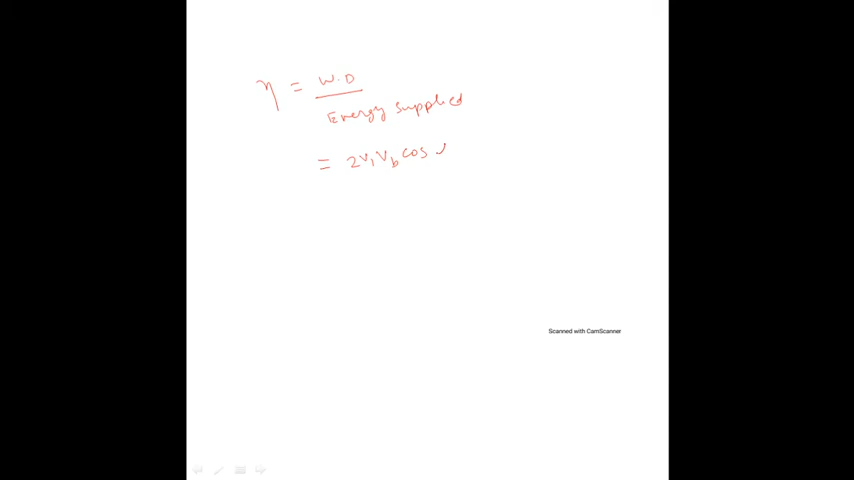 η = W.D
Energy supplied
= 2V₁V_b cos
Scanned with CamScanner